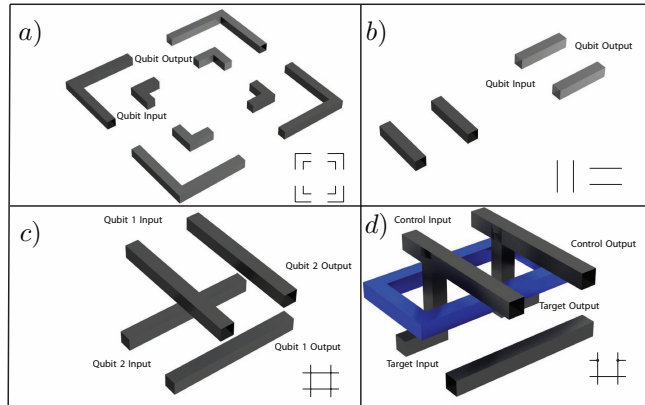 a)
Qubit Output
Qubit Input
b)
Qubit Output
Qubit Input
c)
Qubit 1 Input
Qubit 2 Output
Qubit 2 Input
Qubit 1 Output
d)
Control Input
Control Output
Target Output
Target Input